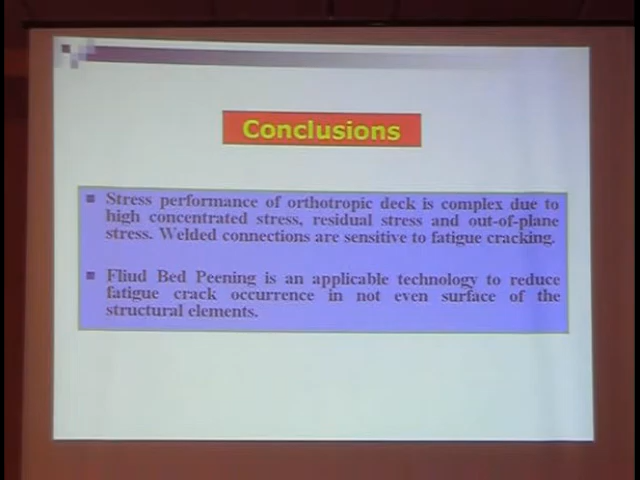 Conclusions
Stress performance of orthotropic deck is complex due to
high concentrated stress, residual stress and out-of-plane
stress. Welded connections are sensitive to fatigue cracking.
Fliud Bed Peening is an applicable technology to reduce
fatigue crack occurrence in not even surface of the
structural elements.